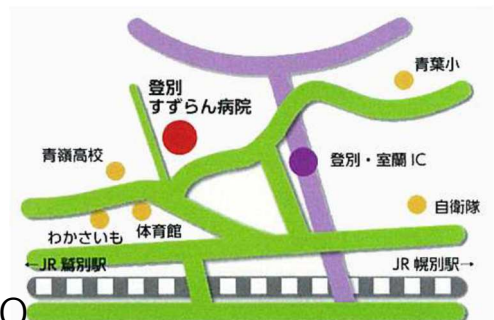 青葉小
登別
すずらん病院
青嶺高校
登別・室蘭 IC
自衛隊
わかさいも
体育館
←JR 鷲別駅
JR 幌別駅→
O